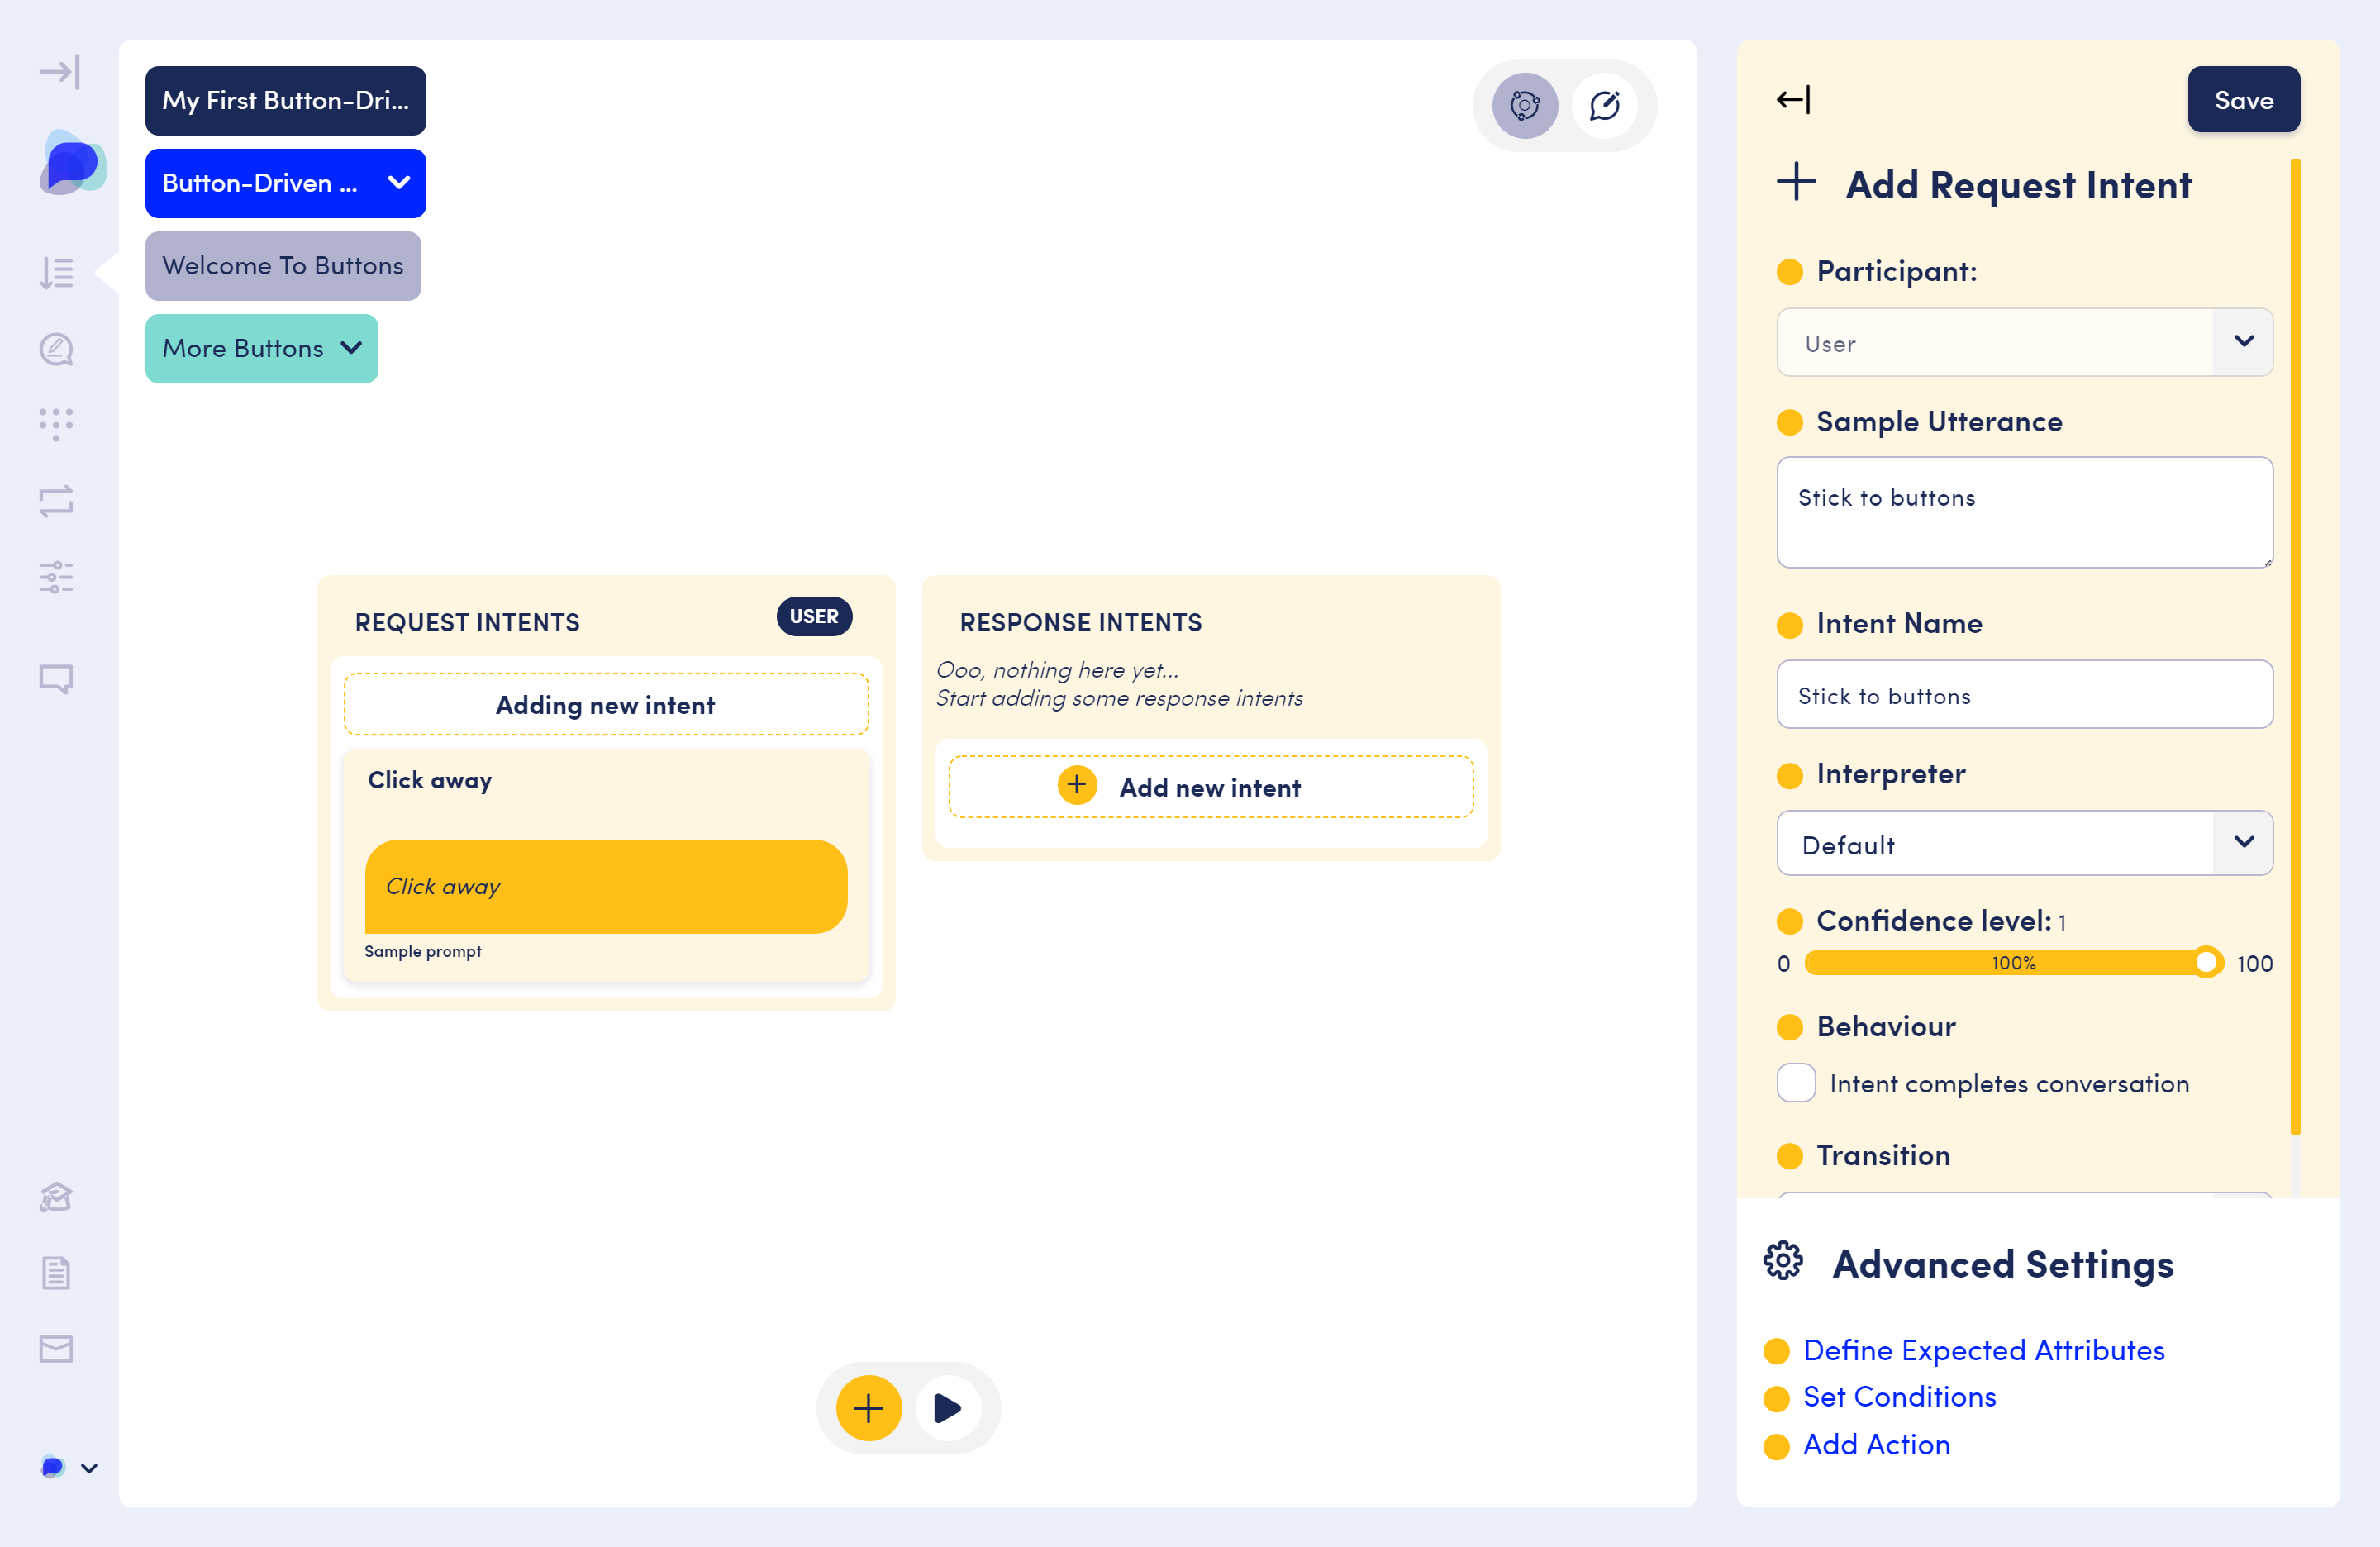 My First Button-Dri...
Button-Driven ...
Welcome To Buttons
More Buttons
REQUEST INTENTS
USER
Adding new intent
Click away
Click away
Sample prompt
RESPONSE INTENTS
Ooo, nothing here yet...
Start adding some response intents
Add new intent
Save
Add Request Intent
Participant:
User
Sample Utterance
Stick to buttons
Intent Name
Stick to buttons
Interpreter
Default
Confidence level: 1
0 100% 100
Behaviour
Intent completes conversation
Transition
Advanced Settings
Define Expected Attributes
Set Conditions
Add Action